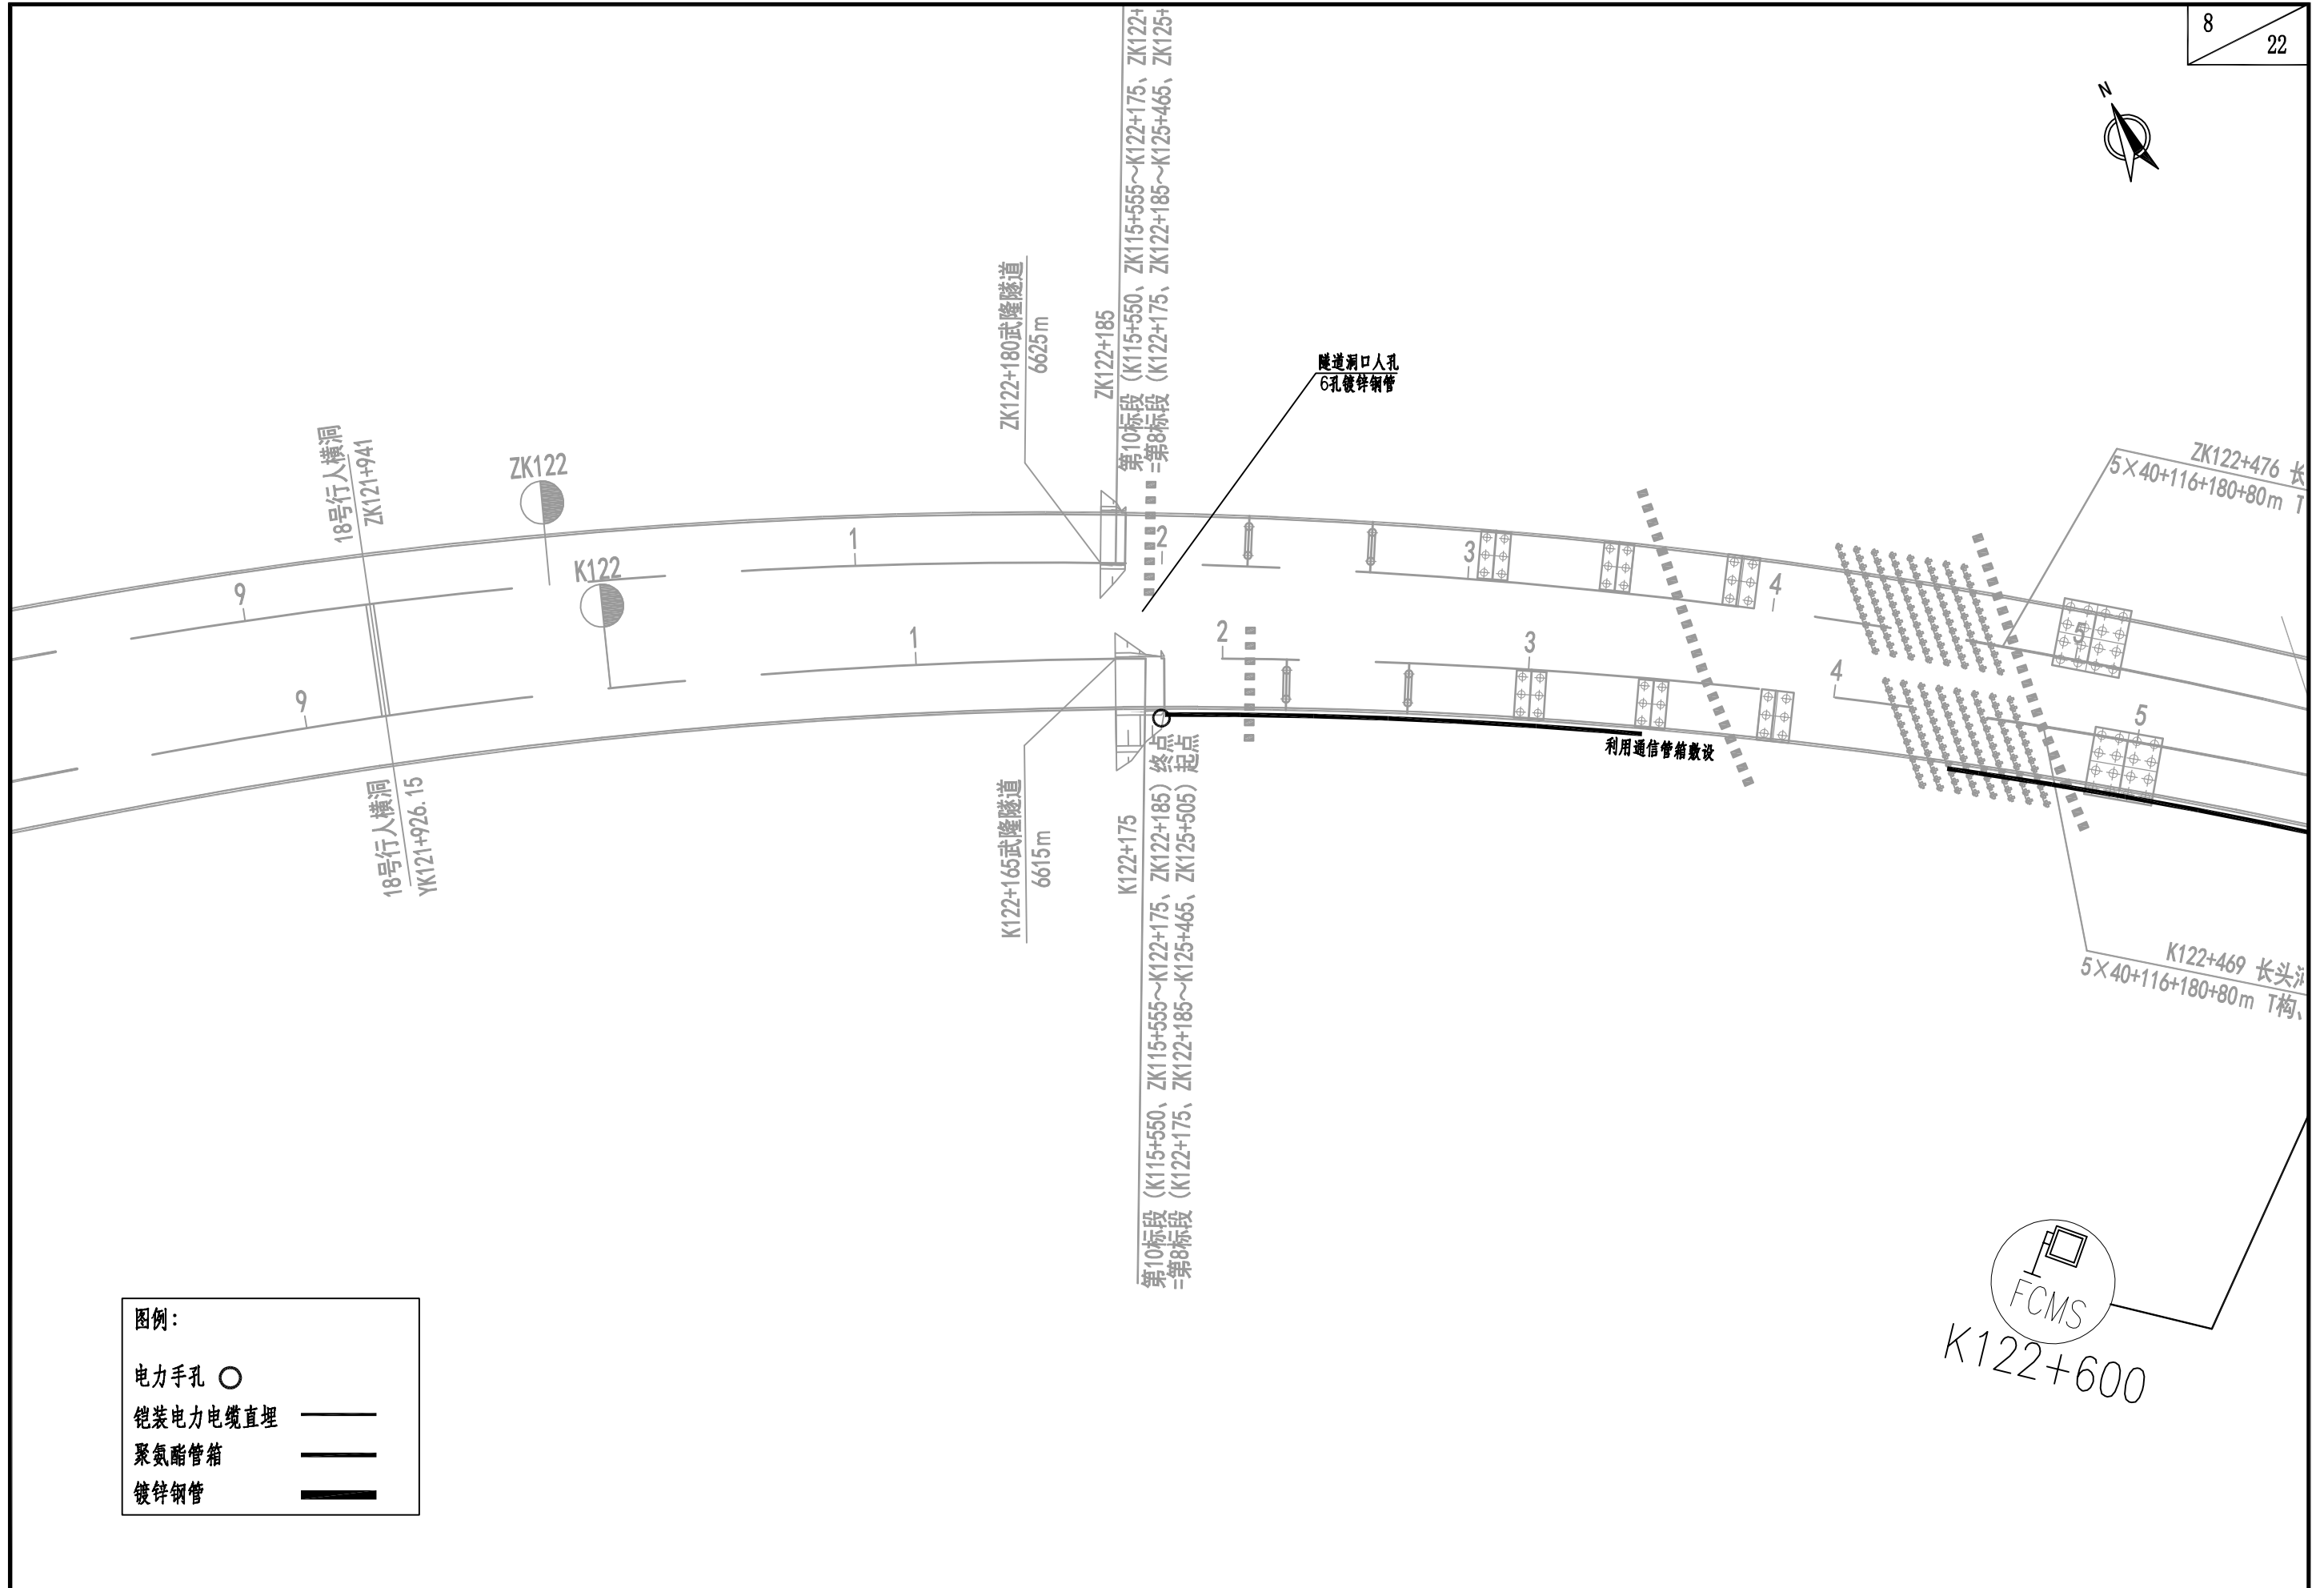 8
22
N
第10标段（K115+550、ZK115+555～K122+175、ZK122+
=第8标段（K122+175、ZK122+185～K125+465、ZK125+
ZK122+180武隆隧道
6625m
ZK122+185
隧道洞口人孔
6孔镀锌钢管
18号行人横洞
ZK121+941
ZK122
K122
ZK122+476 长
5×40+116+180+80m T
9
1
2
3
4
5
9
1
2
3
4
5
利用通信管箱敷设
18号行人横洞
YK121+926.15
K122+165武隆隧道
6615m
K122+175
第10标段（K115+550、ZK115+555～K122+175、ZK122+185）终点
=第8标段（K122+175、ZK122+185～K125+465、ZK125+505）起点
K122+469 长头
5×40+116+180+80m T构、
FCMS
K122+600
图例：
电力手孔
铠装电力电缆直埋
聚氨酯管箱
镀锌钢管